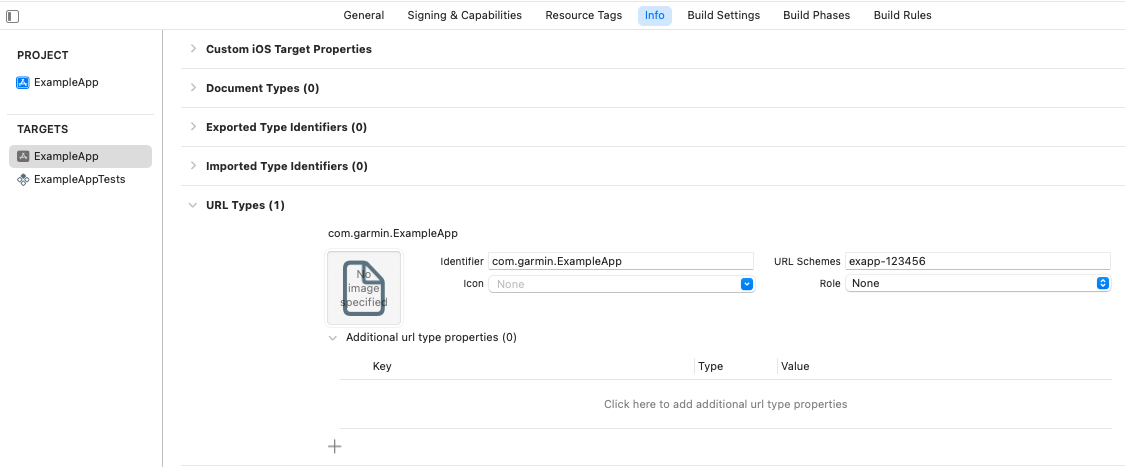 General Signing & Capabilities Resource Tags Info Build Settings Build Phases Build Rules
PROJECT
ExampleApp
TARGETS
ExampleApp
ExampleAppTests
Custom iOS Target Properties
Document Types (0)
Exported Type Identifiers (0)
Imported Type Identifiers (0)
URL Types (1)
com.garmin.ExampleApp
No
image
specified
Identifier com.garmin.ExampleApp URL Schemes exapp-123456
Icon None Role None
Additional url type properties (0)
Key Type Value
Click here to add additional url type properties